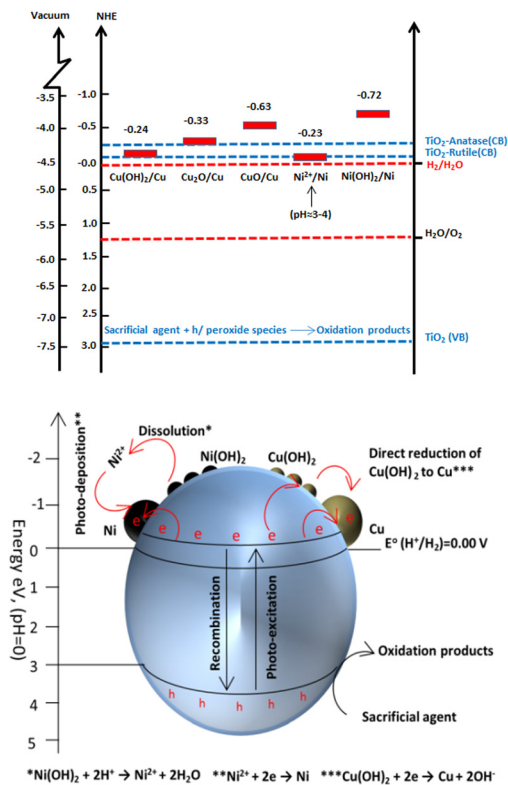 Vacuum
NHE
-3.5
-4.0
-4.5
-5.0
-5.5
-6.0
-6.5
-7.0
-7.5
-1.0
-0.5
-0.0
0.5
1.0
1.5
2.0
2.5
3.0
-0.24
-0.33
-0.63
-0.23
-0.72
Cu(OH)₂/Cu
Cu₂O/Cu
CuO/Cu
Ni²⁺/Ni
Ni(OH)₂/Ni
(pH≈3-4)
TiO₂-Anatase(CB)
TiO₂-Rutile(CB)
H₂/H₂O
H₂O/O₂
Sacrificial agent + h/ peroxide species → Oxidation products
TiO₂ (VB)
Energy eV, (pH=0)
-2
-1
0
1
2
3
4
5
Photo-deposition**
Ni²⁺
Dissolution*
Ni(OH)₂
Cu(OH)₂
Direct reduction of
Cu(OH)₂ to Cu***
Ni
Cu
e e e e e e e
E° (H⁺/H₂)=0.00 V
Recombination
Photo-excitation
h h h h h
Oxidation products
Sacrificial agent
*Ni(OH)₂ + 2H⁺ → Ni²⁺ + 2H₂O **Ni²⁺ + 2e → Ni ***Cu(OH)₂ + 2e → Cu + 2OH⁻